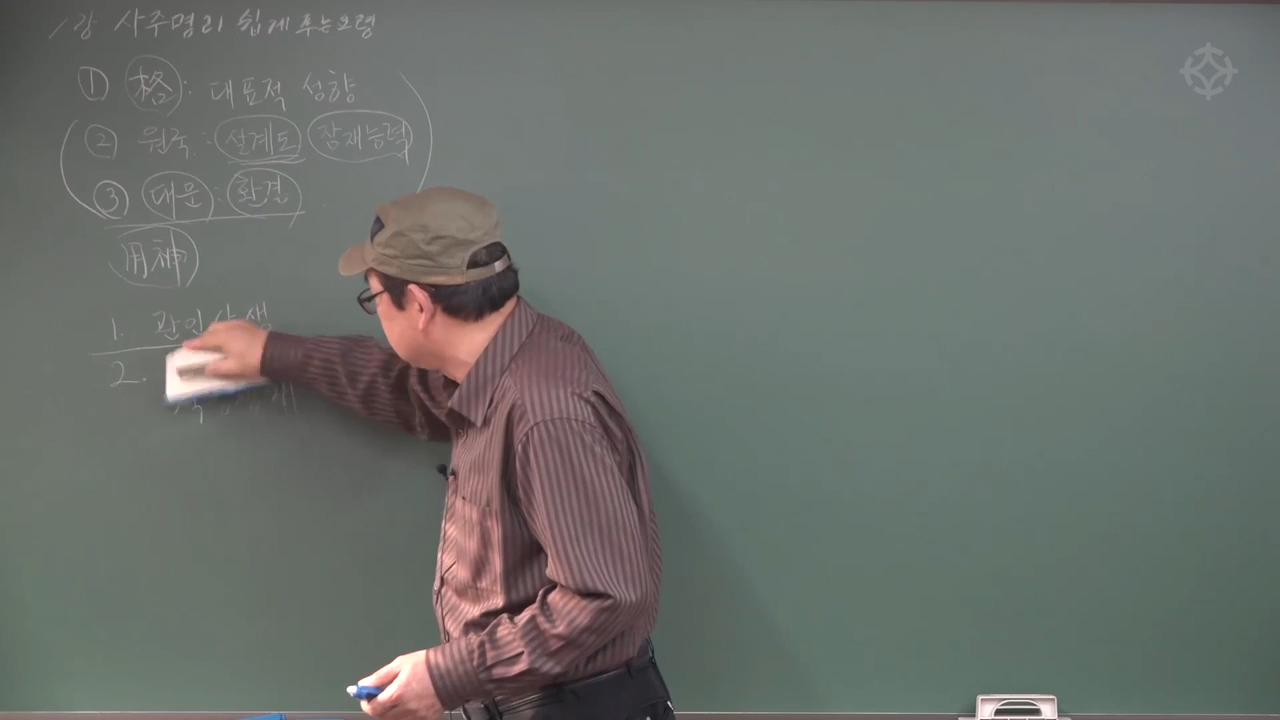 1강 사주명리 쉽게 푸는 요령
① 格 : 대표적 성향
② 원국 : 설계도 잠재능력
③ 대운 : 환경
用神
1. 관인상생
2.